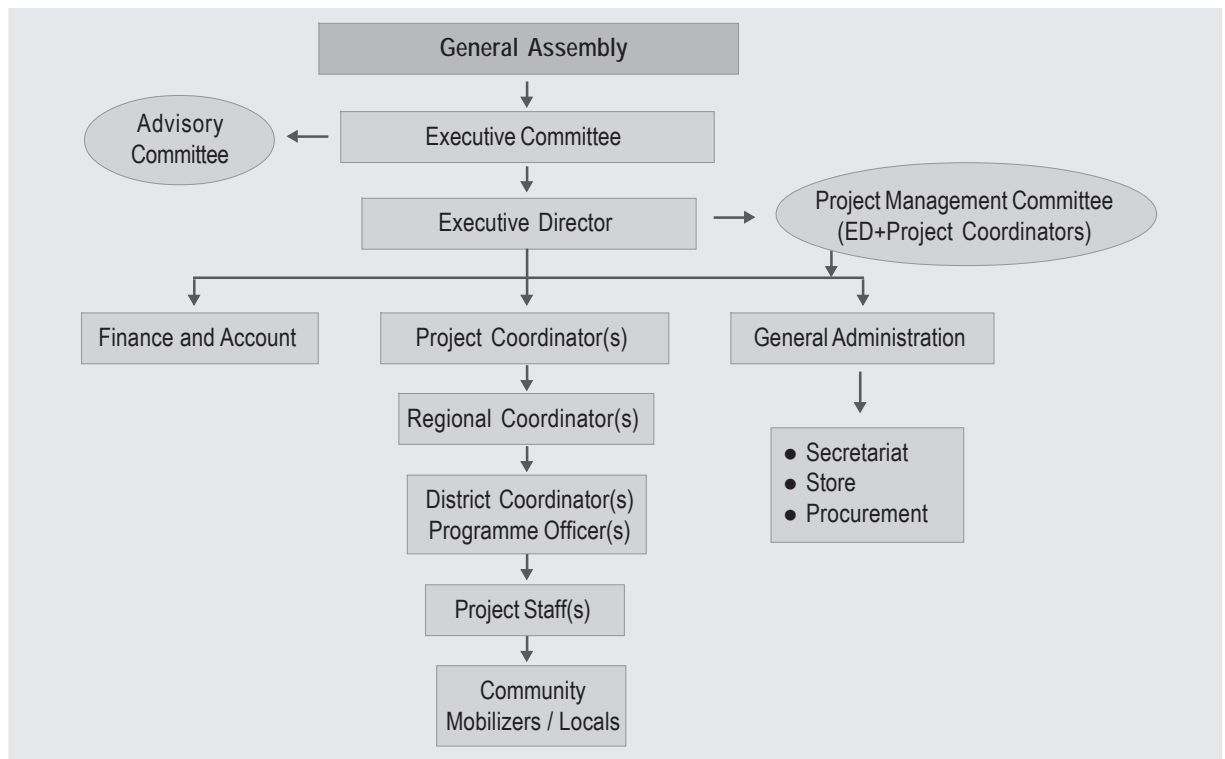 General Assembly
Advisory
Committee
Executive Committee
Executive Director
Project Management Committee
(ED+Project Coordinators)
Finance and Account
Project Coordinator(s)
General Administration
Regional Coordinator(s)
District Coordinator(s)
Programme Officer(s)
● Secretariat
● Store
● Procurement
Project Staff(s)
Community
Mobilizers / Locals